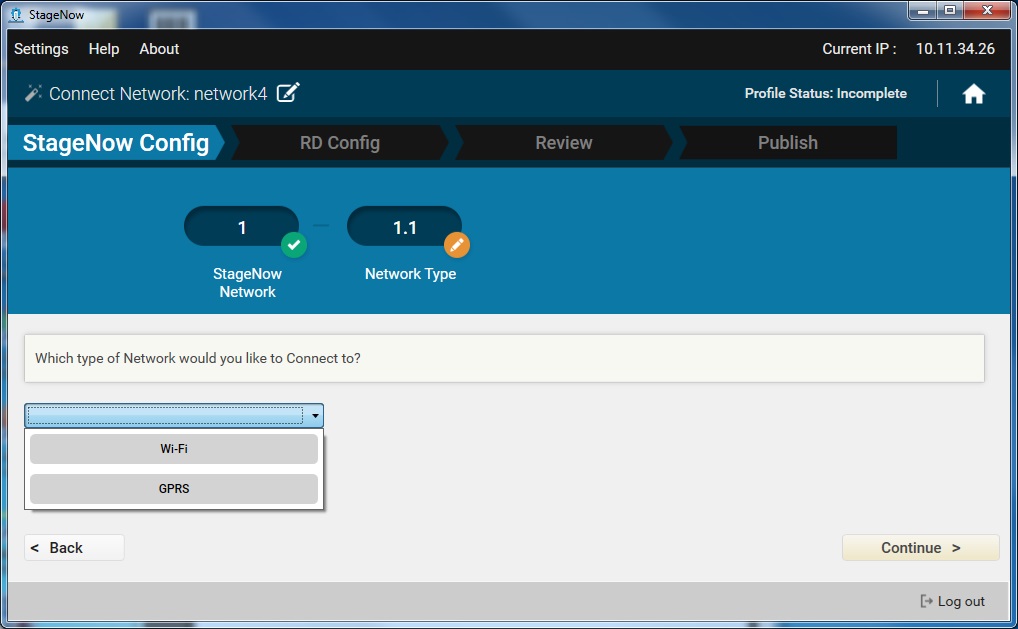 StageNow
Settings Help About Current IP : 10.11.34.26
Connect Network: network4 Profile Status: Incomplete
StageNow Config RD Config Review Publish
1 1.1
StageNow Network Type
Network
Which type of Network would you like to Connect to?
Wi-Fi
GPRS
< Back Continue >
Log out